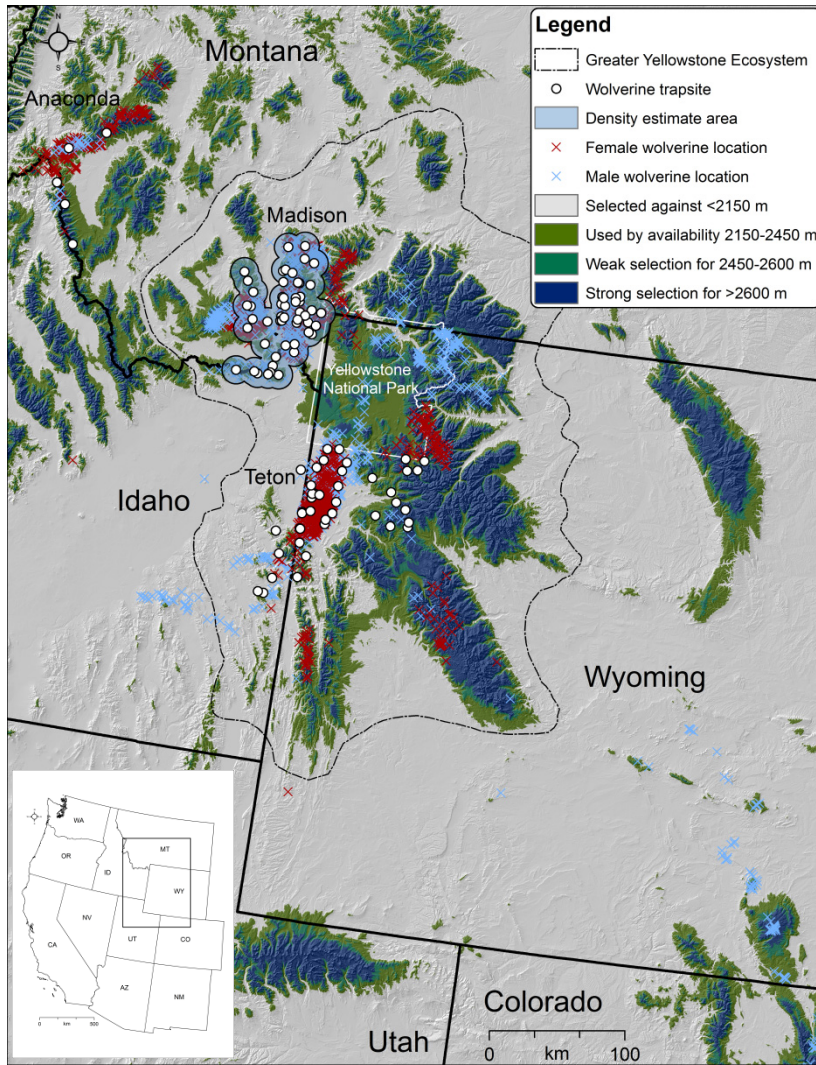 N
S
Montana
Anaconda
Madison
Yellowstone
National Park
Teton
Idaho
Wyoming
Colorado
Utah
0 100
km
Legend
Greater Yellowstone Ecosystem
Wolverine trapsite
Density estimate area
Female wolverine location
Male wolverine location
Selected against <2150 m
Used by availability 2150-2450 m
Weak selection for 2450-2600 m
Strong selection for >2600 m
WA
MT
OR
ID
WY
NV
UT
CO
CA
AZ
NM
km
0 500